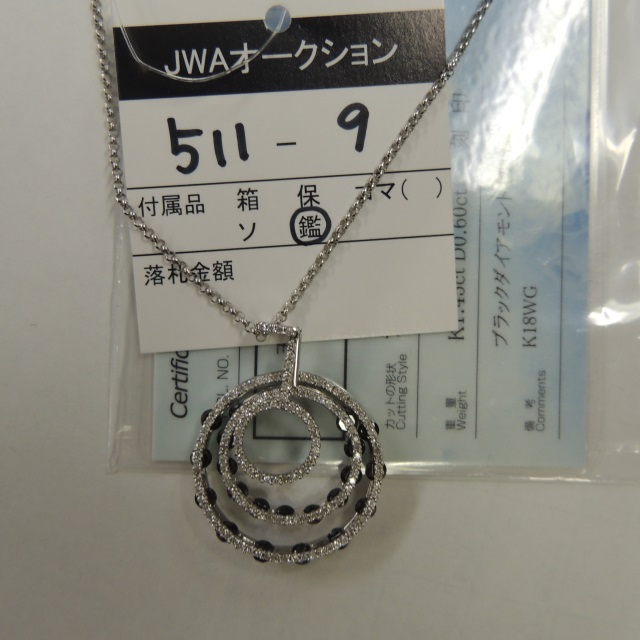 JWAオークション
511 - 9
付属品 箱 保 コマ( )
ソ 鑑
落札金額
カットの形状
Cutting Style
重量
Weight
D0.60ct
ブラックダイアモンド
K18WG
備考
Comments